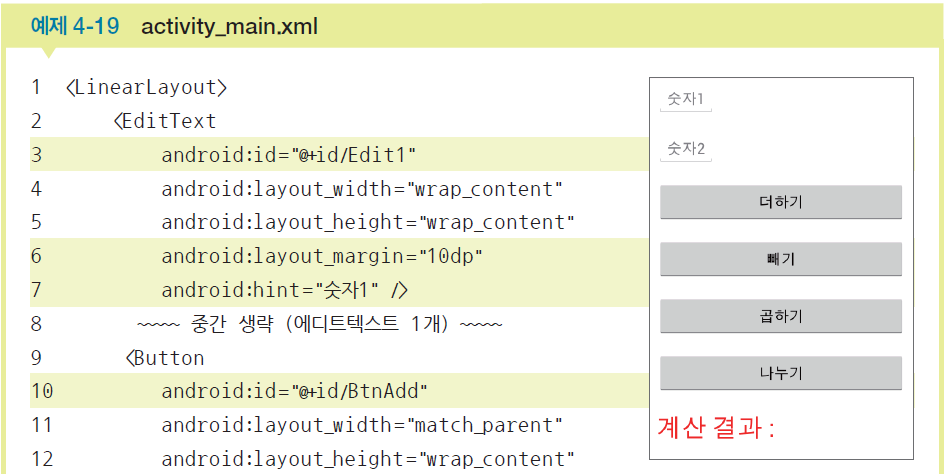 예제 4-19 activity_main.xml
1 <LinearLayout>
2 <EditText
3 android:id="@+id/Edit1"
4 android:layout_width="wrap_content"
5 android:layout_height="wrap_content"
6 android:layout_margin="10dp"
7 android:hint="숫자1" />
8 ~~~~~ 중간 생략 (에디트텍스트 1개) ~~~~~
9 <Button
10 android:id="@+id/BtnAdd"
11 android:layout_width="match_parent"
12 android:layout_height="wrap_content"
숫자1
숫자2
더하기
빼기
곱하기
나누기
계산 결과 :